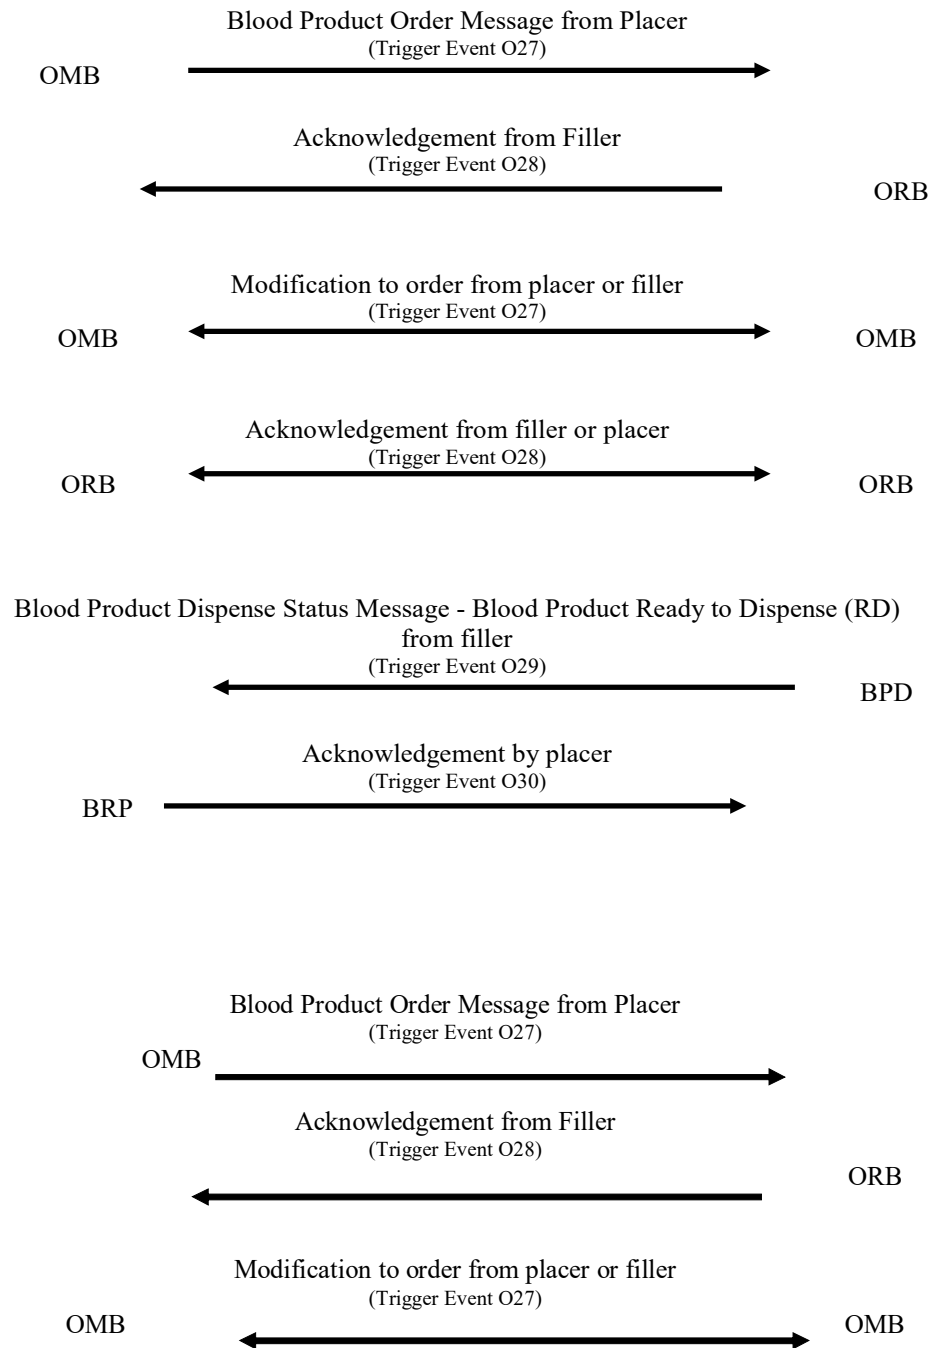 Blood Product Order Message from Placer
(Trigger Event O27)
OMB
Acknowledgement from Filler
(Trigger Event O28)
ORB
Modification to order from placer or filler
(Trigger Event O27)
OMB
OMB
Acknowledgement from filler or placer
(Trigger Event O28)
ORB
ORB
Blood Product Dispense Status Message - Blood Product Ready to Dispense (RD)
from filler
(Trigger Event O29)
BPD
Acknowledgement by placer
(Trigger Event O30)
BRP
Blood Product Order Message from Placer
(Trigger Event O27)
OMB
Acknowledgement from Filler
(Trigger Event O28)
ORB
Modification to order from placer or filler
(Trigger Event O27)
OMB
OMB